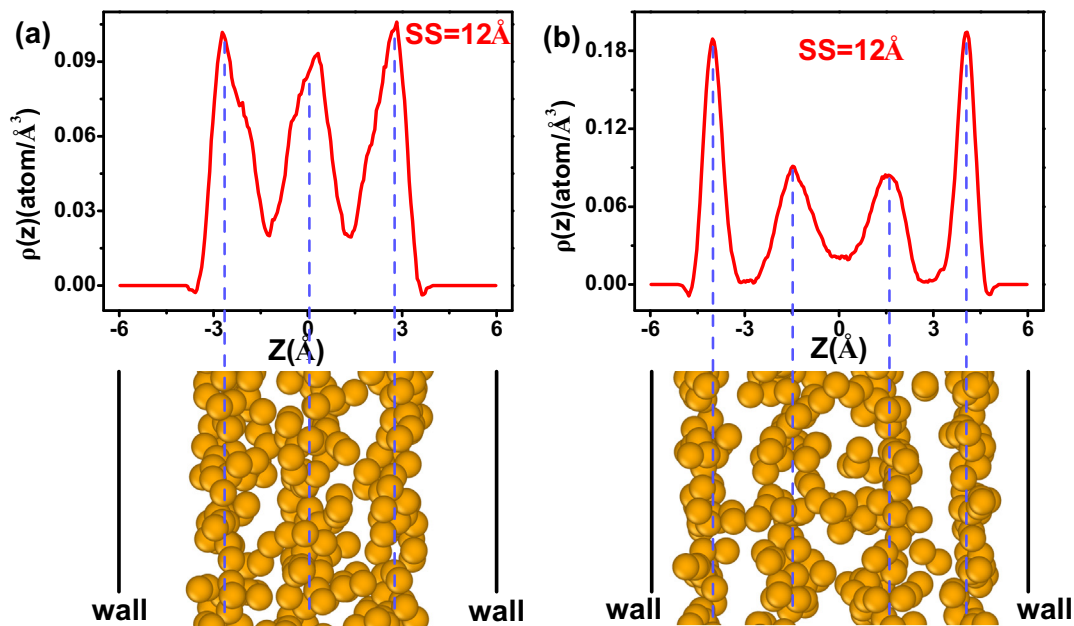 (a)
SS=12Å
ρ(z)(atom/Å³)
0.09
0.06
0.03
0.00
-6 -3 0 3 6
Z(Å)
wall
wall
(b)
SS=12Å
ρ(z)(atom/Å³)
0.18
0.12
0.06
0.00
-6 -3 0 3 6
Z(Å)
wall
wall